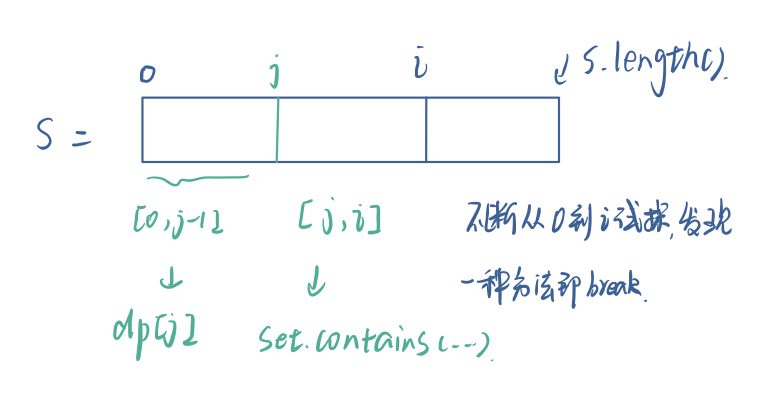 0 j i s.length().
S =
[0, j-1] [j, i] 不断从0到i试探,发现
一种方法即break.
dp[j] set.contains(---).